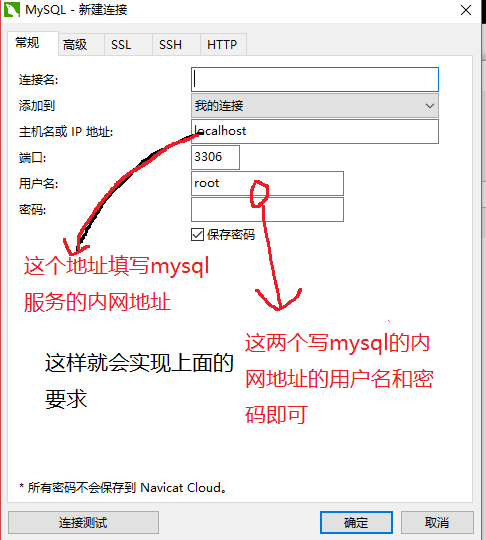 MySQL - 新建连接
常规 高级 SSL SSH HTTP
连接名:
添加到 我的连接
主机名或 IP 地址: localhost
端口: 3306
用户名: root
密码:
保存密码
这个地址填写mysql
服务的内网地址
这两个写mysql的内
网地址的用户名和密
码即可
这样就会实现上面的
要求
* 所有密码不会保存到 Navicat Cloud。
连接测试 确定 取消